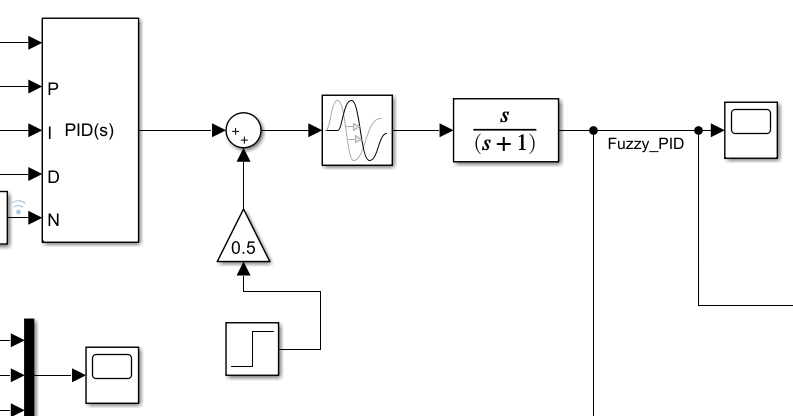 P
I PID(s)
D
N
+
+
0.5
s
(s + 1)
Fuzzy_PID